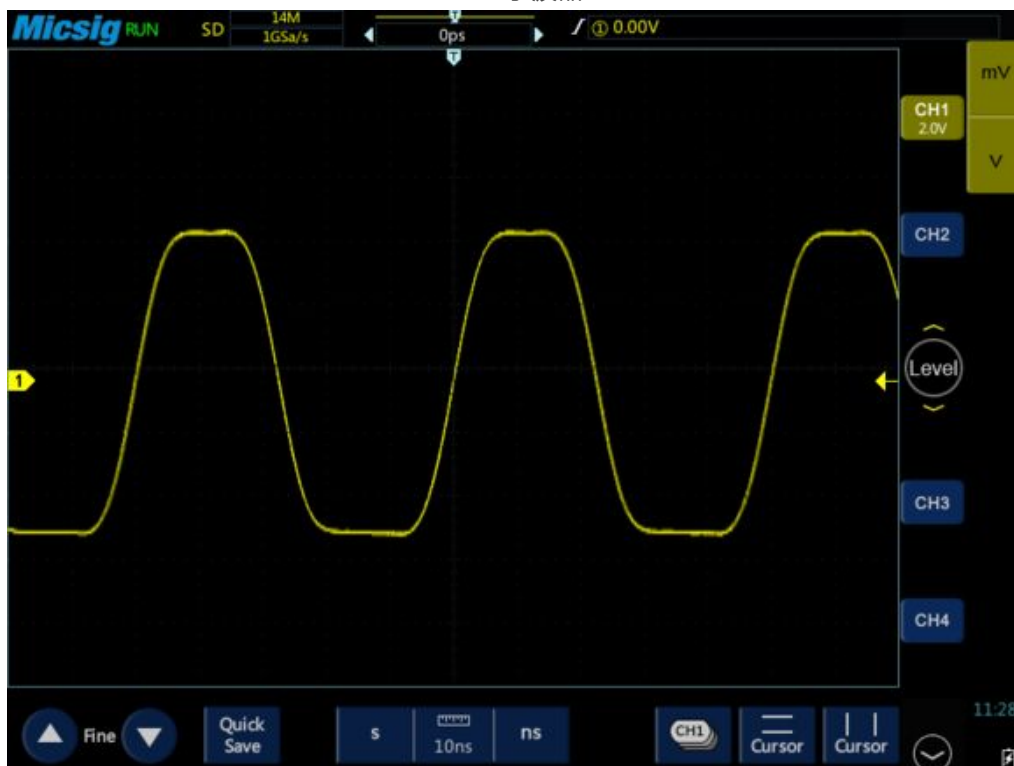 Micsig RUN SD 14M
1GSa/s
0ps
T
① 0.00V
T
mV
CH1
2.0V
V
CH2
1
Level
CH3
CH4
Fine
Quick
Save
s
10ns
ns
CH1
Cursor
Cursor
11:28